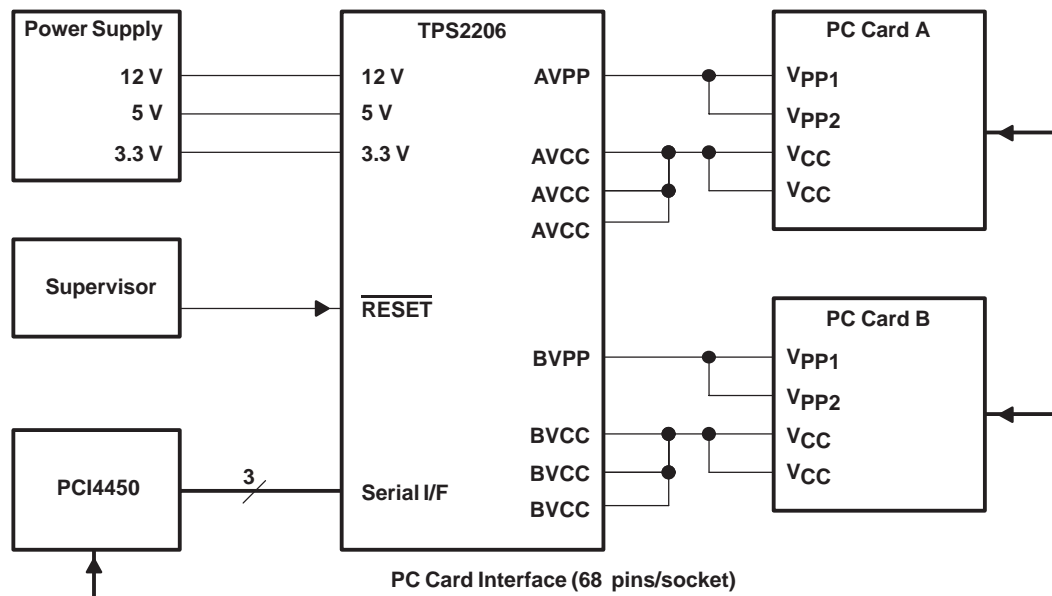 Power Supply
12 V
5 V
3.3 V
Supervisor
PCI4450
3
TPS2206
12 V
5 V
3.3 V
RESET
Serial I/F
AVPP
AVCC
AVCC
AVCC
BVPP
BVCC
BVCC
BVCC
PC Card A
VPP1
VPP2
VCC
VCC
PC Card B
VPP1
VPP2
VCC
VCC
PC Card Interface (68 pins/socket)